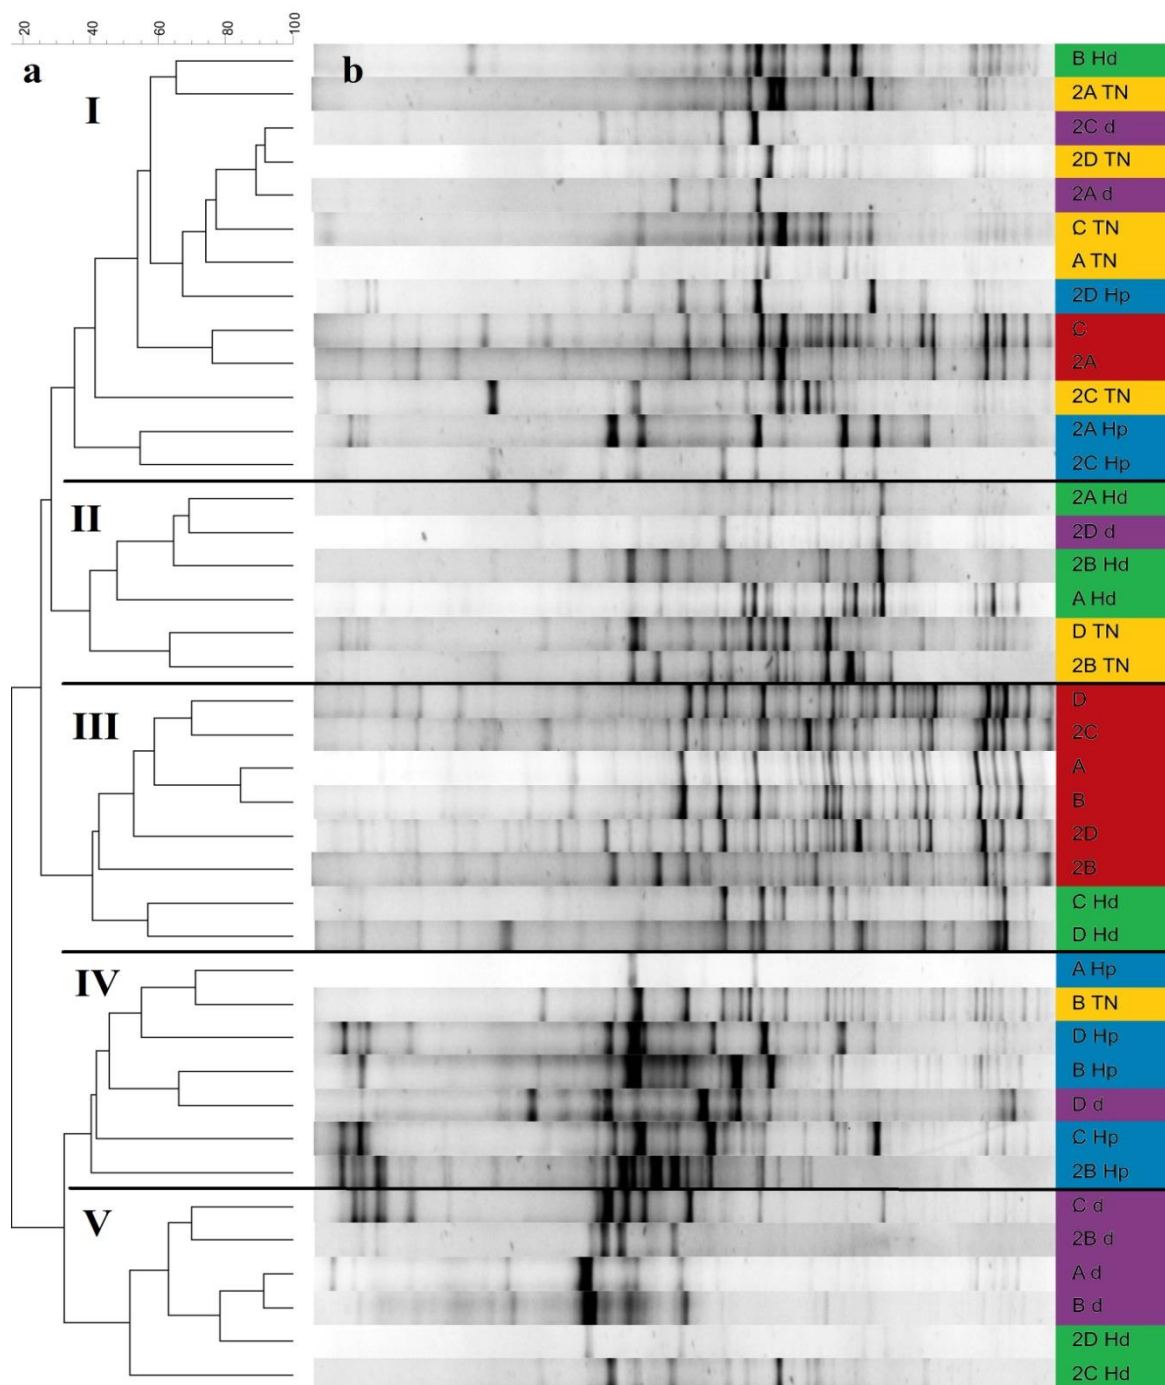 20 40 60 80 100
a b
I
B Hd
2A TN
2C d
2D TN
2A d
C TN
A TN
2D Hp
C
2A
2C TN
2A Hp
2C Hp
II
2A Hd
2D d
2B Hd
A Hd
D TN
2B TN
III
D
2C
A
B
2D
2B
C Hd
D Hd
IV
A Hp
B TN
D Hp
B Hp
D d
C Hp
2B Hp
V
C d
2B d
A d
B d
2D Hd
2C Hd